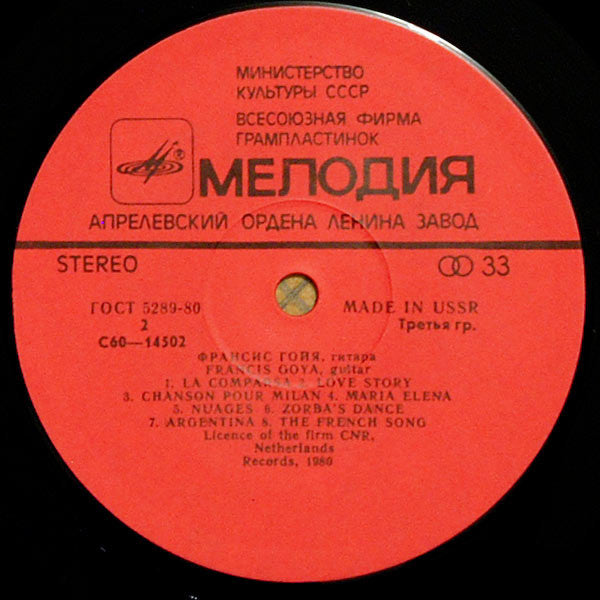 МИНИСТЕРСТВО
КУЛЬТУРЫ СССР
ВСЕСОЮЗНАЯ ФИРМА
ГРАМПЛАСТИНОК
МЕЛОДИЯ
АПРЕЛЕВСКИЙ ОРДЕНА ЛЕНИНА ЗАВОД
STEREO 33
ГОСТ 5289-80 MADE IN USSR
2 Третья гр.
С60—14502
ФРАНСИС ГОЙЯ, гитара
FRANCIS GOYA, guitar
1. LA COMPARSA 2. LOVE STORY
3. CHANSON POUR MILAN 4. MARIA ELENA
5. NUAGES 6. ZORBA'S DANCE
7. ARGENTINA 8. THE FRENCH SONG
Licence of the firm CNR,
Netherlands
Records, 1980